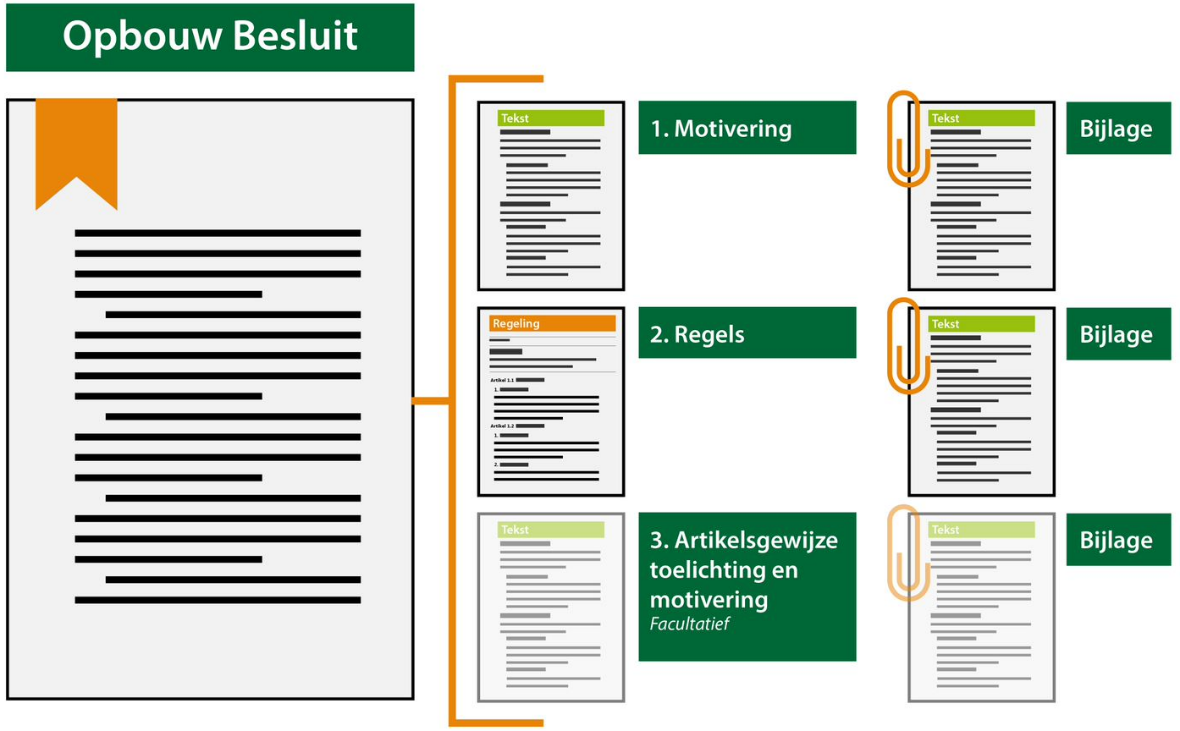 Opbouw Besluit
Tekst
1. Motivering
Tekst
Bijlage
Regeling
Artikel 1.1
1.
Artikel 1.2
1.
2.
2. Regels
Tekst
Bijlage
Tekst
3. Artikelsgewijze
toelichting en
motivering
Facultatief
Tekst
Bijlage